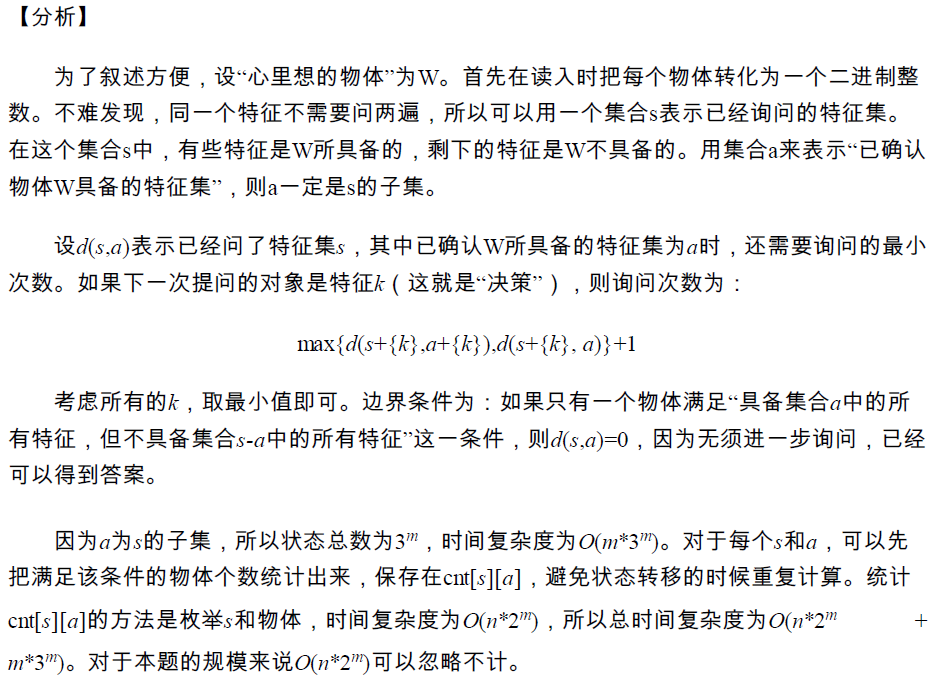 【分析】
为了叙述方便，设“心里想的物体”为W。首先在读入时把每个物体转化为一个二进制整
数。不难发现，同一个特征不需要问两遍，所以可以用一个集合s表示已经询问的特征集。
在这个集合s中，有些特征是W所具备的，剩下的特征是W不具备的。用集合a来表示“已确认
物体W具备的特征集”，则a一定是s的子集。
设d(s,a)表示已经问了特征集s，其中已确认W所具备的特征集为a时，还需要询问的最小
次数。如果下一次提问的对象是特征k（这就是“决策”），则询问次数为：
max{d(s+{k},a+{k}),d(s+{k}, a)}+1
考虑所有的k，取最小值即可。边界条件为：如果只有一个物体满足“具备集合a中的所
有特征，但不具备集合s-a中的所有特征”这一条件，则d(s,a)=0，因为无须进一步询问，已经
可以得到答案。
因为a为s的子集，所以状态总数为3^m，时间复杂度为O(m*3^m)。对于每个s和a，可以先
把满足该条件的物体个数统计出来，保存在cnt[s][a]，避免状态转移的时候重复计算。统计
cnt[s][a]的方法是枚举s和物体，时间复杂度为O(n*2^m)，所以总时间复杂度为O(n*2^m +
m*3^m)。对于本题的规模来说O(n*2^m)可以忽略不计。